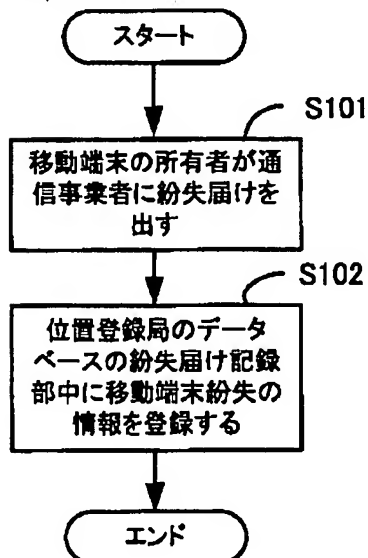 スタート
S101
移動端末の所有者が通
信事業者に紛失届けを
出す
S102
位置登録局のデータ
ベースの紛失届け記録
部中に移動端末紛失の
情報を登録する
エンド